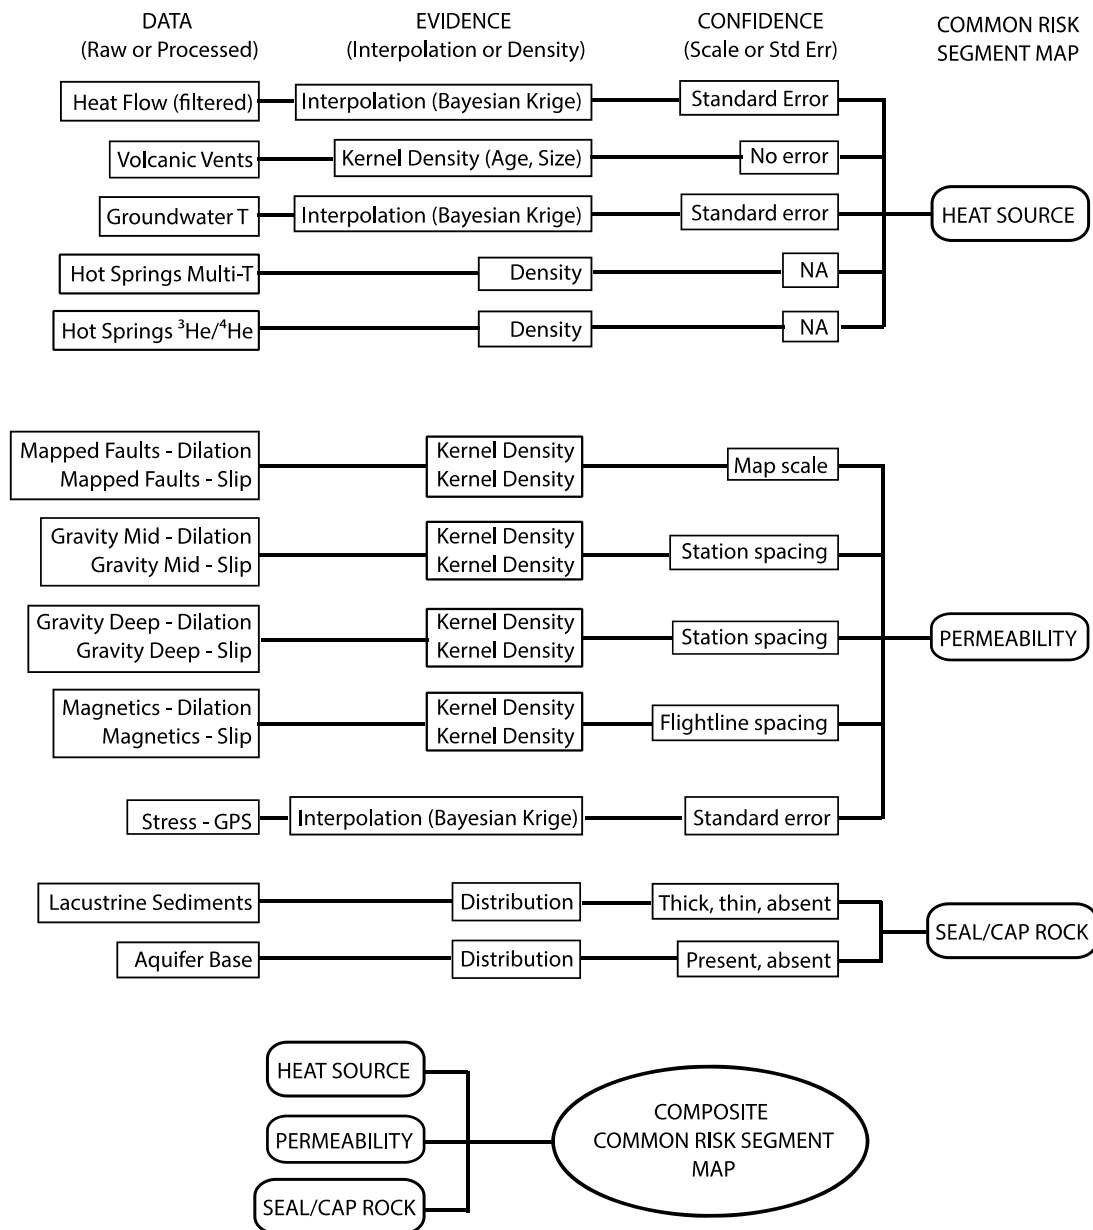 DATA
(Raw or Processed)
EVIDENCE
(Interpolation or Density)
CONFIDENCE
(Scale or Std Err)
COMMON RISK
SEGMENT MAP
Heat Flow (filtered)
Interpolation (Bayesian Krige)
Standard Error
Volcanic Vents
Kernel Density (Age, Size)
No error
Groundwater T
Interpolation (Bayesian Krige)
Standard error
HEAT SOURCE
Hot Springs Multi-T
Density
NA
Hot Springs ³He/⁴He
Density
NA
Mapped Faults - Dilation
Mapped Faults - Slip
Kernel Density
Kernel Density
Map scale
Gravity Mid - Dilation
Gravity Mid - Slip
Kernel Density
Kernel Density
Station spacing
Gravity Deep - Dilation
Gravity Deep - Slip
Kernel Density
Kernel Density
Station spacing
PERMEABILITY
Magnetics - Dilation
Magnetics - Slip
Kernel Density
Kernel Density
Flightline spacing
Stress - GPS
Interpolation (Bayesian Krige)
Standard error
Lacustrine Sediments
Distribution
Thick, thin, absent
SEAL/CAP ROCK
Aquifer Base
Distribution
Present, absent
HEAT SOURCE
PERMEABILITY
SEAL/CAP ROCK
COMPOSITE
COMMON RISK SEGMENT
MAP